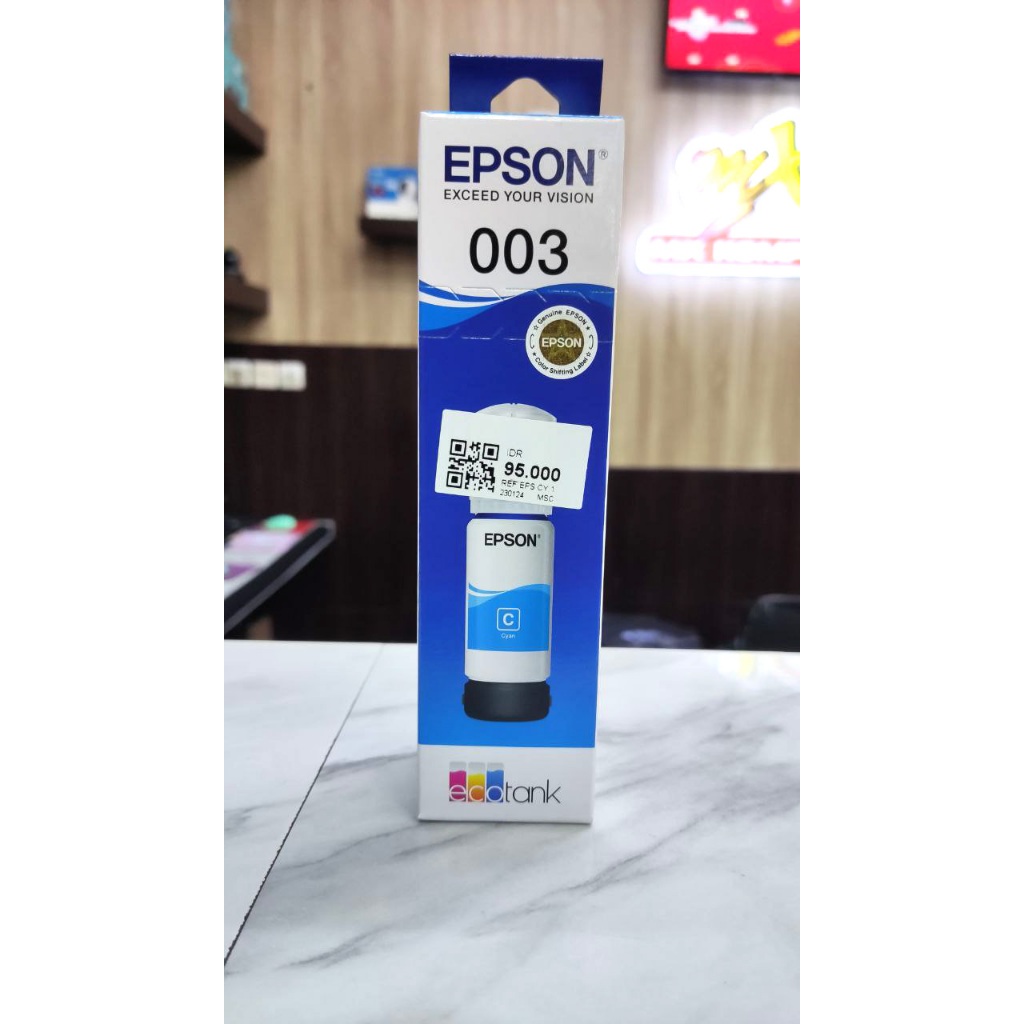 EPSON®
EXCEED YOUR VISION
003
Genuine EPSON
EPSON
Color Shifting Label
IDR
95.000
REF EPS CY 1
230124 MSC
EPSON®
C
Cyan
ecotank